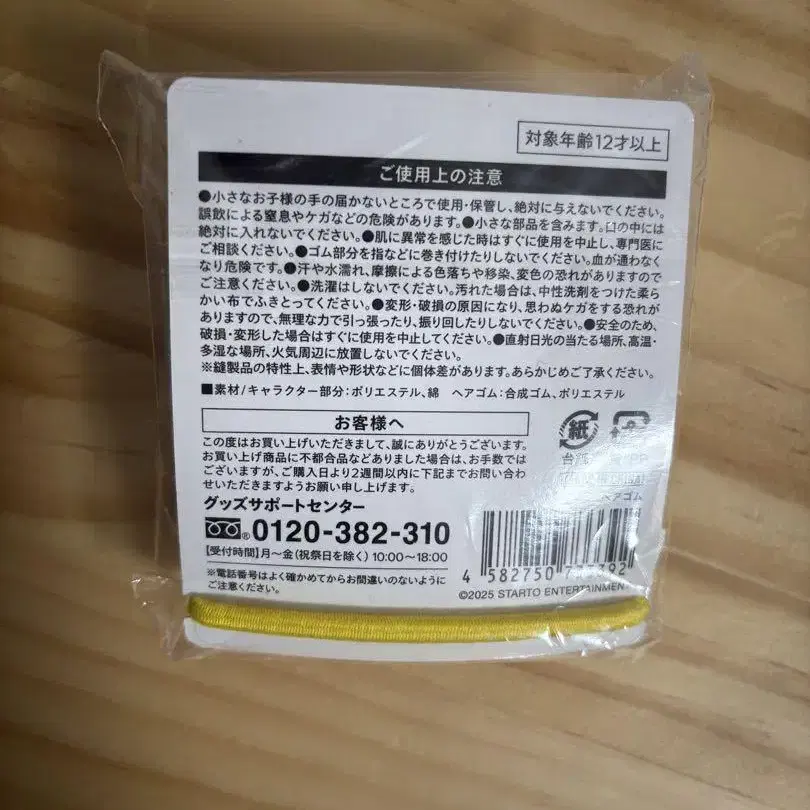 対象年齢12才以上
ご使用上の注意
●小さなお子様の手の届かないところで使用・保管し、絶対に与えないでください。
誤飲による窒息やケガなどの危険があります。●小さな部品を含みます。口の中には
絶対に入れないでください。●肌に異常を感じた時はすぐに使用を中止し、専門医に
ご相談ください。●ゴム部分を指などに巻き付けたりしないでください。血が通わなく
なり危険です。●汗や水濡れ、摩擦による色落ちや移染、変色の恐れがありますので
ご注意ください。●洗濯はしないでください。汚れた場合は、中性洗剤をつけた柔ら
かい布でふきとってください。●変形・破損の原因になり、思わぬケガをする恐れが
ありますので、無理な力で引っ張ったり、振り回したりしないでください。●安全のため、
破損・変形した場合はすぐに使用を中止してください。●直射日光の当たる場所、高温・
多湿な場所、火気周辺に放置しないでください。
※縫製品の特性上、表情や形状などに個体差があります。あらかじめご了承ください。
■素材/キャラクター部分:ポリエステル、綿 ヘアゴム:合成ゴム、ポリエステル
お客様へ
この度はお買い上げいただきまして、誠にありがとうございます。
お買い上げ商品に不都合品などありました場合は、お手数では
ございますが、ご購入日より2週間以内に下記までお問い合わ
せいただきますようお願い申し上げます。
グッズサポートセンター
0120-382-310
【受付時間】月〜金(祝祭日を除く)10:00〜18:00
※電話番号はよく確かめてからお間違いのないように
ご注意ください。
紙
台紙
PP
ヘアゴム
4 582750
©2025 STARTO ENTERTAINMENT